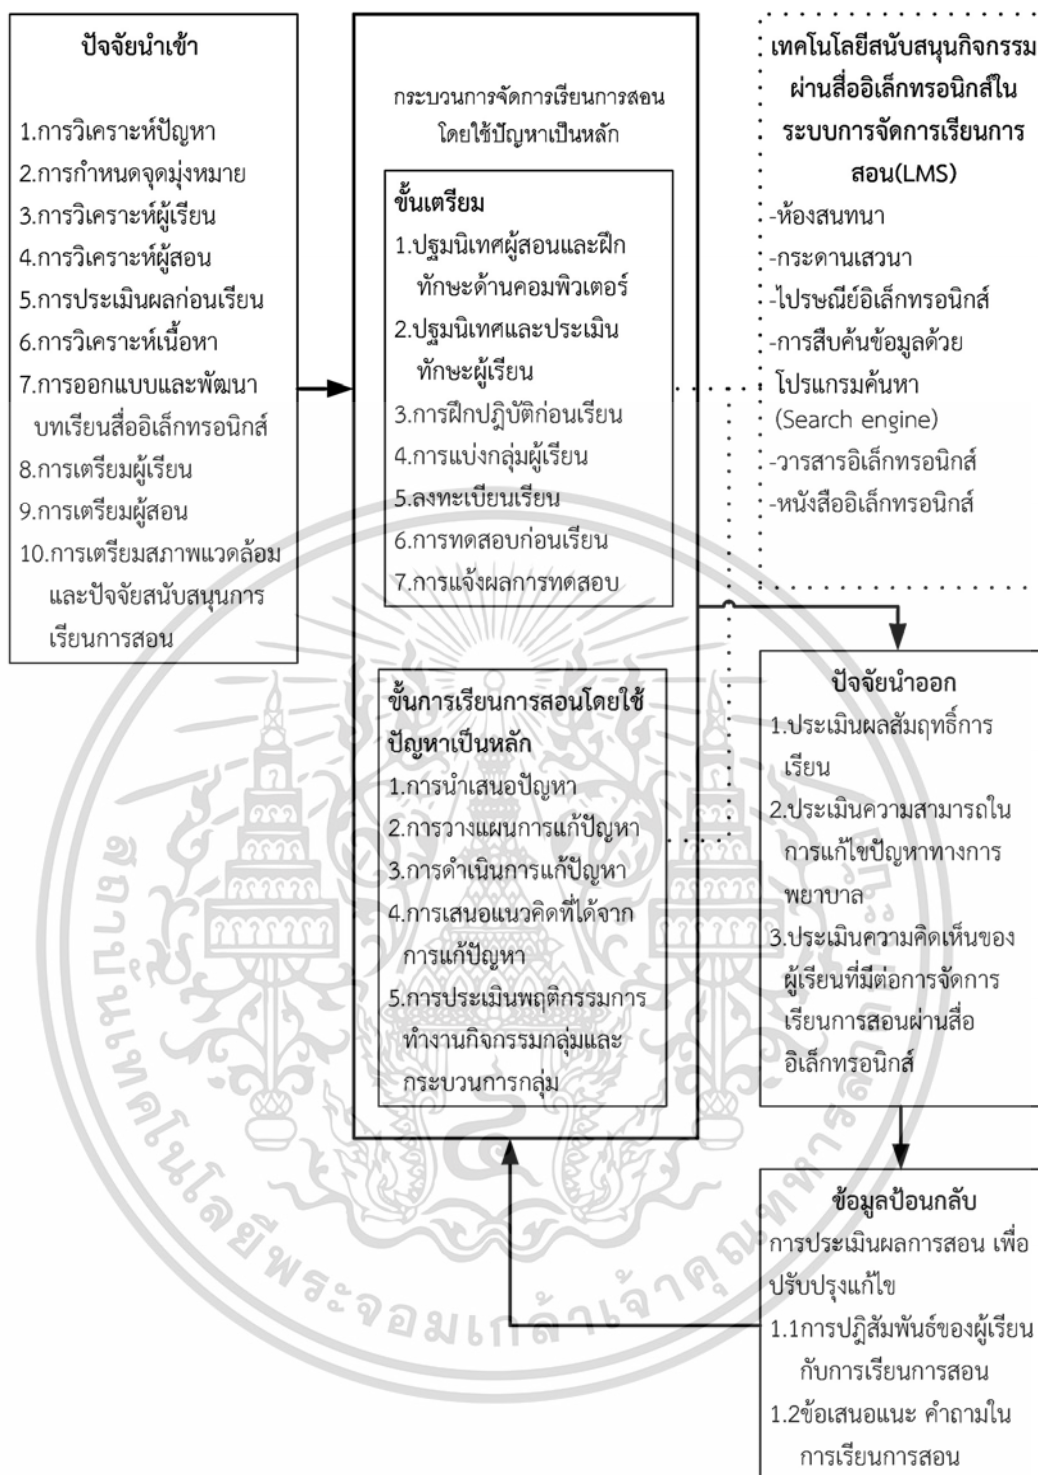 ปัจจัยนำเข้า
1.การวิเคราะห์ปัญหา
2.การกำหนดจุดมุ่งหมาย
3.การวิเคราะห์ผู้เรียน
4.การวิเคราะห์ผู้สอน
5.การประเมินผลก่อนเรียน
6.การวิเคราะห์เนื้อหา
7.การออกแบบและพัฒนา
บทเรียนสื่ออิเล็กทรอนิกส์
8.การเตรียมผู้เรียน
9.การเตรียมผู้สอน
10.การเตรียมสภาพแวดล้อม
และปัจจัยสนับสนุนการ
เรียนการสอน
กระบวนการจัดการเรียนการสอน
โดยใช้ปัญหาเป็นหลัก
ขั้นเตรียม
1.ปฐมนิเทศผู้สอนและฝึก
ทักษะด้านคอมพิวเตอร์
2.ปฐมนิเทศและประเมิน
ทักษะผู้เรียน
3.การฝึกปฏิบัติก่อนเรียน
4.การแบ่งกลุ่มผู้เรียน
5.ลงทะเบียนเรียน
6.การทดสอบก่อนเรียน
7.การแจ้งผลการทดสอบ
ขั้นการเรียนการสอนโดยใช้
ปัญหาเป็นหลัก
1.การนำเสนอปัญหา
2.การวางแผนการแก้ปัญหา
3.การดำเนินการแก้ปัญหา
4.การเสนอแนวคิดที่ได้จาก
การแก้ปัญหา
5.การประเมินพฤติกรรมการ
ทำงานกิจกรรมกลุ่มและ
กระบวนการกลุ่ม
เทคโนโลยีสนับสนุนกิจกรรม
ผ่านสื่ออิเล็กทรอนิกส์ใน
ระบบการจัดการเรียนการ
สอน(LMS)
-ห้องสนทนา
-กระดานเสวนา
-ไปรษณีย์อิเล็กทรอนิกส์
-การสืบค้นข้อมูลด้วย
โปรแกรมค้นหา
(Search engine)
-วารสารอิเล็กทรอนิกส์
-หนังสืออิเล็กทรอนิกส์
ปัจจัยนำออก
1.ประเมินผลสัมฤทธิ์การ
เรียน
2.ประเมินความสามารถใน
การแก้ไขปัญหาทางการ
พยาบาล
3.ประเมินความคิดเห็นของ
ผู้เรียนที่มีต่อการจัดการ
เรียนการสอนผ่านสื่อ
อิเล็กทรอนิกส์
ข้อมูลป้อนกลับ
การประเมินผลการสอน เพื่อ
ปรับปรุงแก้ไข
1.1การปฏิสัมพันธ์ของผู้เรียน
กับการเรียนการสอน
1.2ข้อเสนอแนะ คำถามใน
การเรียนการสอน
สถาบันเทคโนโลยีพระจอมเกล้าเจ้าคุณทหารลาดกระบัง